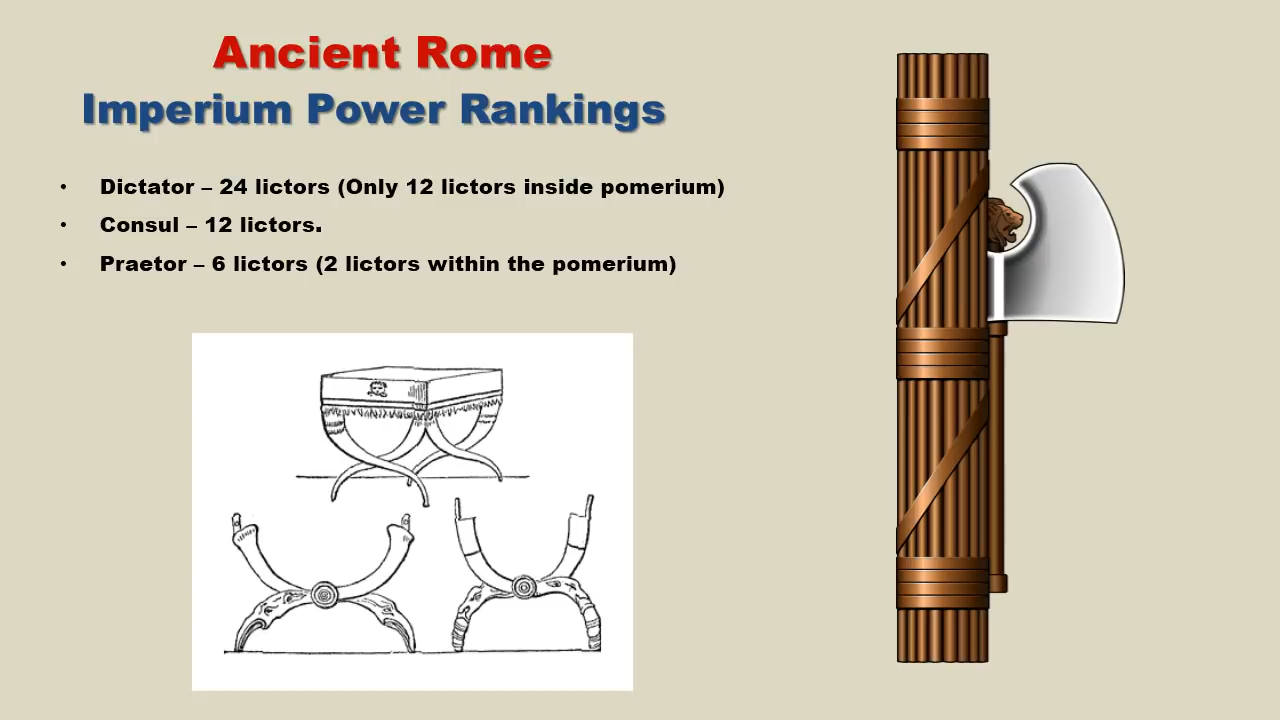 Ancient Rome
Imperium Power Rankings
• Dictator – 24 lictors (Only 12 lictors inside pomerium)
• Consul – 12 lictors.
• Praetor – 6 lictors (2 lictors within the pomerium)